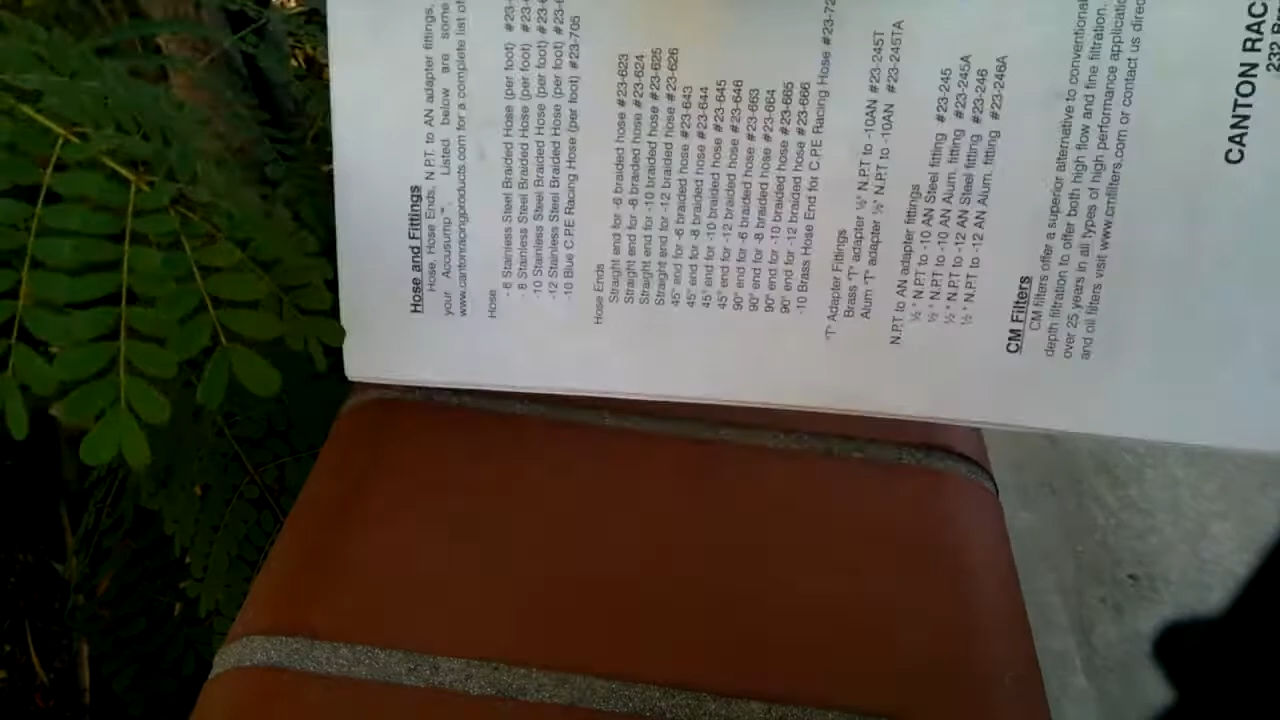 Hose and Fittings
Hose, Hose Ends, N.P.T. to AN adapter fittings,
your Accusump™. Listed below are some
www.cantonracingproducts.com for a complete list of
Hose
- 6 Stainless Steel Braided Hose (per foot) #23-
- 8 Stainless Steel Braided Hose (per foot) #23-6
-10 Stainless Steel Braided Hose (per foot) #23-6
-12 Stainless Steel Braided Hose (per foot) #23-6
-10 Blue C.P.E Racing Hose (per foot) #23-705
Hose Ends
Straight end for -6 braided hose #23-623
Straight end for -8 braided hose #23-624
Straight end for -10 braided hose #23-625
Straight end for -12 braided hose #23-626
45° end for -6 braided hose #23-643
45° end for -8 braided hose #23-644
45° end for -10 braided hose #23-645
45° end for -12 braided hose #23-646
90° end for -6 braided hose #23-663
90° end for -8 braided hose #23-664
90° end for -10 braided hose #23-665
90° end for -12 braided hose #23-666
-10 Brass Hose End for C.P.E Racing Hose #23-72
"T" Adapter Fittings
Brass "T" adapter ½" N.P.T to -10AN #23-245T
Alum "T" adapter ½" N.P.T to -10AN #23-245TA
N.P.T to AN adapter fittings
½ " N.P.T to -10 AN Steel fitting #23-245
½ " N.P.T to -10 AN Alum. fitting #23-245A
½ " N.P.T to -12 AN Steel fitting #23-246
½ " N.P.T to -12 AN Alum. fitting #23-246A
CM Filters
CM filters offer a superior alternative to conventional
depth filtration to offer both high flow and fine filtration.
over 25 years in all types of high performance applicatio
and oil filters visit www.cmfilters.com or contact us direc
CANTON RAC
232 B